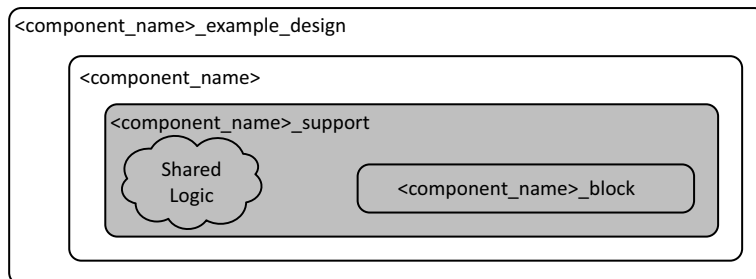 <component_name>_example_design
<component_name>
<component_name>_support
Shared
Logic
<component_name>_block